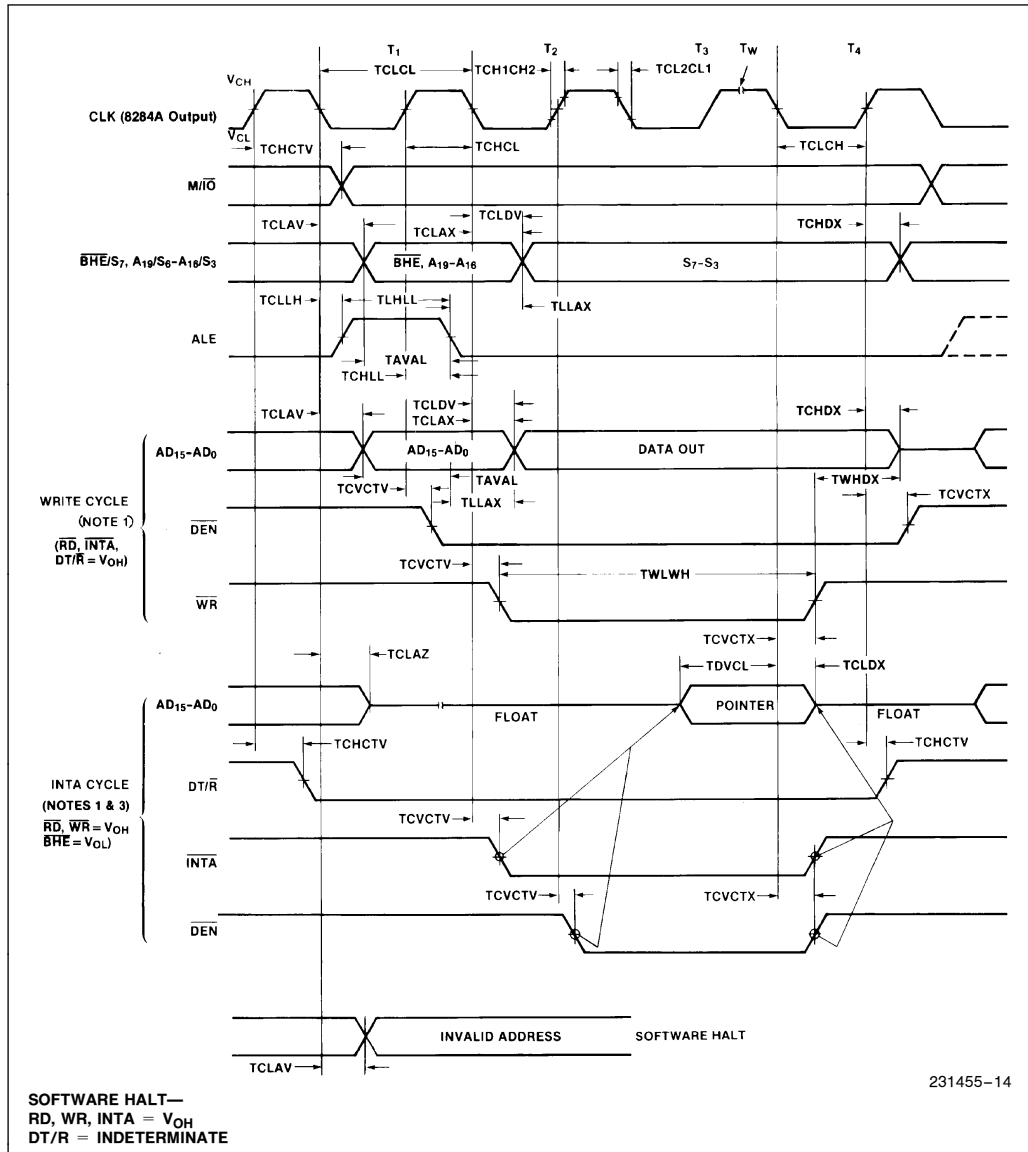 T1 T2 T3 TW T4
TCLCL TCH1CH2 TCL2CL1
VCH
CLK (8284A Output)
VCL
TCHCTV TCHCL TCLCH
M/IO
TCLAV TCLDV TCHDX
TCLAX
BHE/S7, A19/S6–A16/S3 BHE, A19–A16 S7–S3
TCLLH TLHLL TLLAX
ALE
TAVAL
TCHLL
TCLAV TCLDV TCHDX
TCLAX
AD15–AD0 AD15–AD0 DATA OUT
TCVCTV TAVAL TWHDX
TLLAX TCVCTX
WRITE CYCLE
(NOTE 1)
(RD, INTA,
DT/R = VOH)
DEN
TCVCTV TWLWH
WR
TCVCTX
TCLAZ TDVCL TCLDX
AD15–AD0 FLOAT POINTER FLOAT
TCHCTV TCHCTV
INTA CYCLE
(NOTES 1 & 3)
RD, WR = VOH
BHE = VOL)
DT/R
TCVCTV
INTA
TCVCTV TCVCTX
DEN
INVALID ADDRESS SOFTWARE HALT
TCLAV
231455–14
SOFTWARE HALT—
RD, WR, INTA = VOH
DT/R = INDETERMINATE